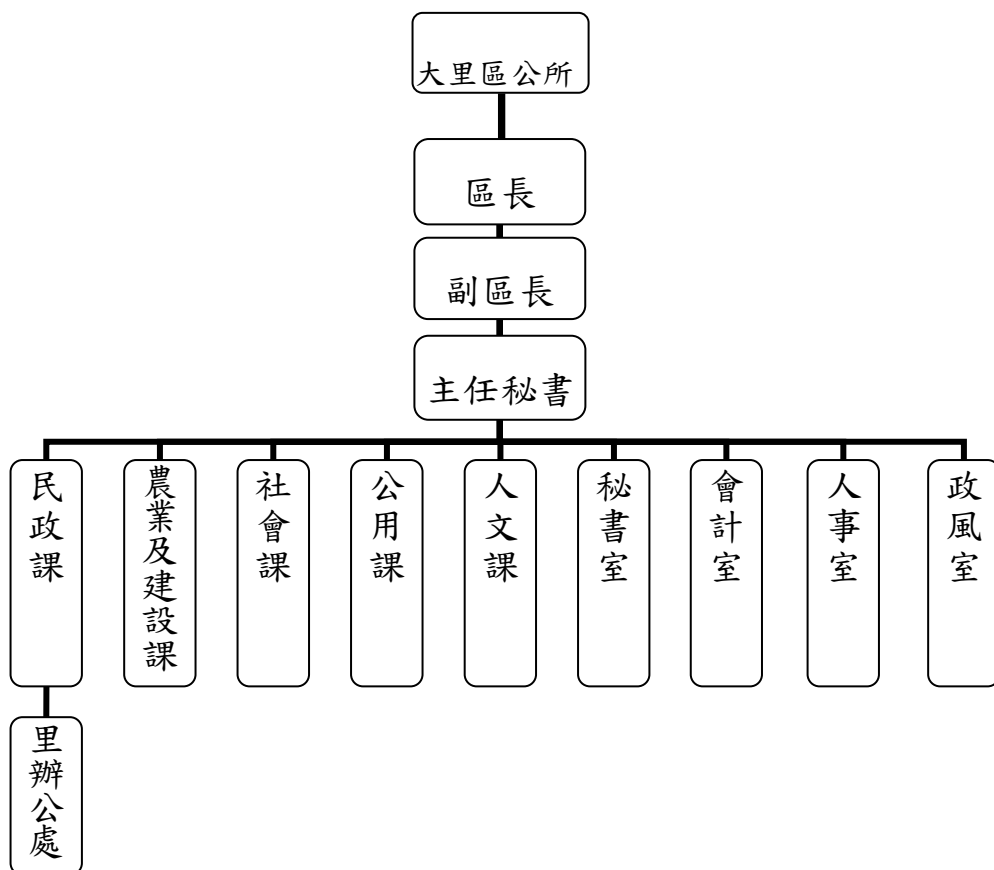 大里區公所
區長
副區長
主任秘書
民政課
農業及建設課
社會課
公用課
人文課
秘書室
會計室
人事室
政風室
里辦公處